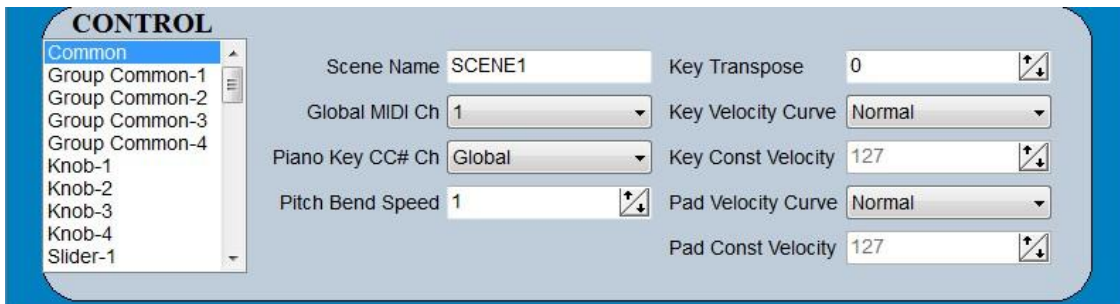 CONTROL
Common
Group Common-1
Group Common-2
Group Common-3
Group Common-4
Knob-1
Knob-2
Knob-3
Knob-4
Slider-1
Scene Name SCENE1
Global MIDI Ch 1
Piano Key CC# Ch Global
Pitch Bend Speed 1
Key Transpose 0
Key Velocity Curve Normal
Key Const Velocity 127
Pad Velocity Curve Normal
Pad Const Velocity 127